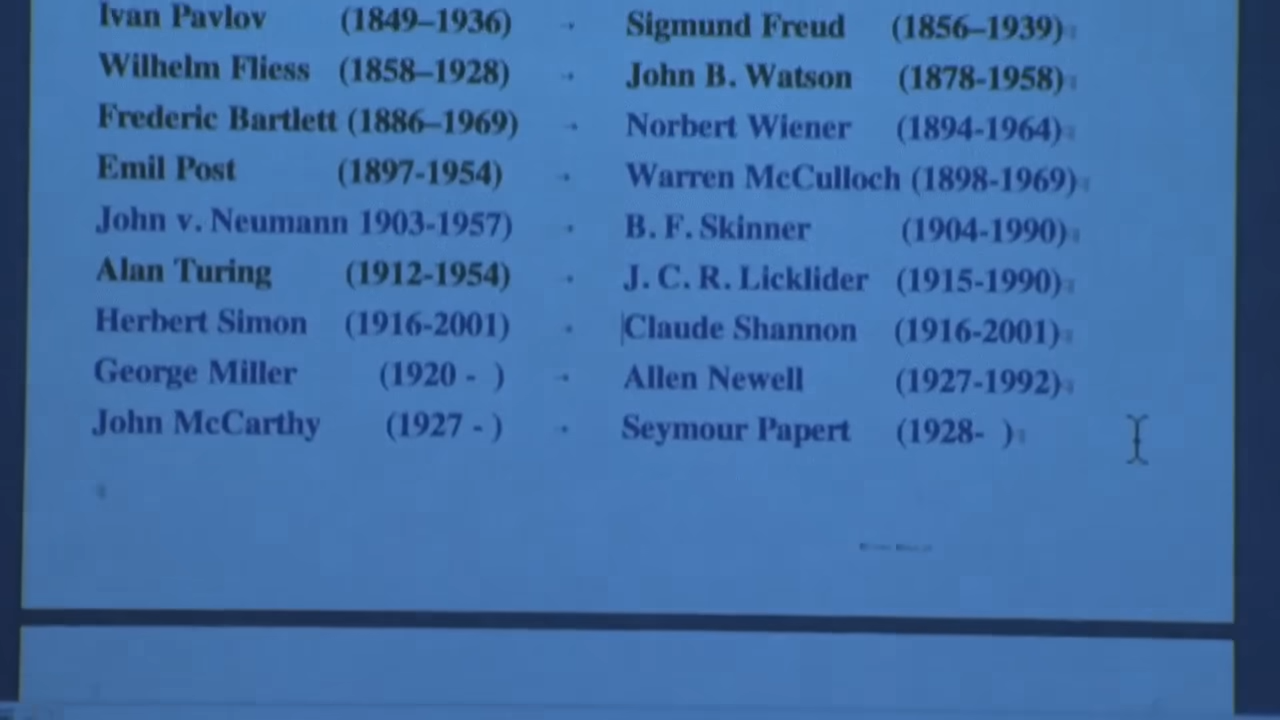 Ivan Pavlov (1849–1936) Sigmund Freud (1856–1939)
Wilhelm Fliess (1858–1928) John B. Watson (1878-1958)
Frederic Bartlett (1886–1969) Norbert Wiener (1894-1964)
Emil Post (1897-1954) Warren McCulloch (1898-1969)
John v. Neumann 1903-1957) B. F. Skinner (1904-1990)
Alan Turing (1912-1954) J. C. R. Licklider (1915-1990)
Herbert Simon (1916-2001) Claude Shannon (1916-2001)
George Miller (1920 - ) Allen Newell (1927-1992)
John McCarthy (1927 - ) Seymour Papert (1928- )